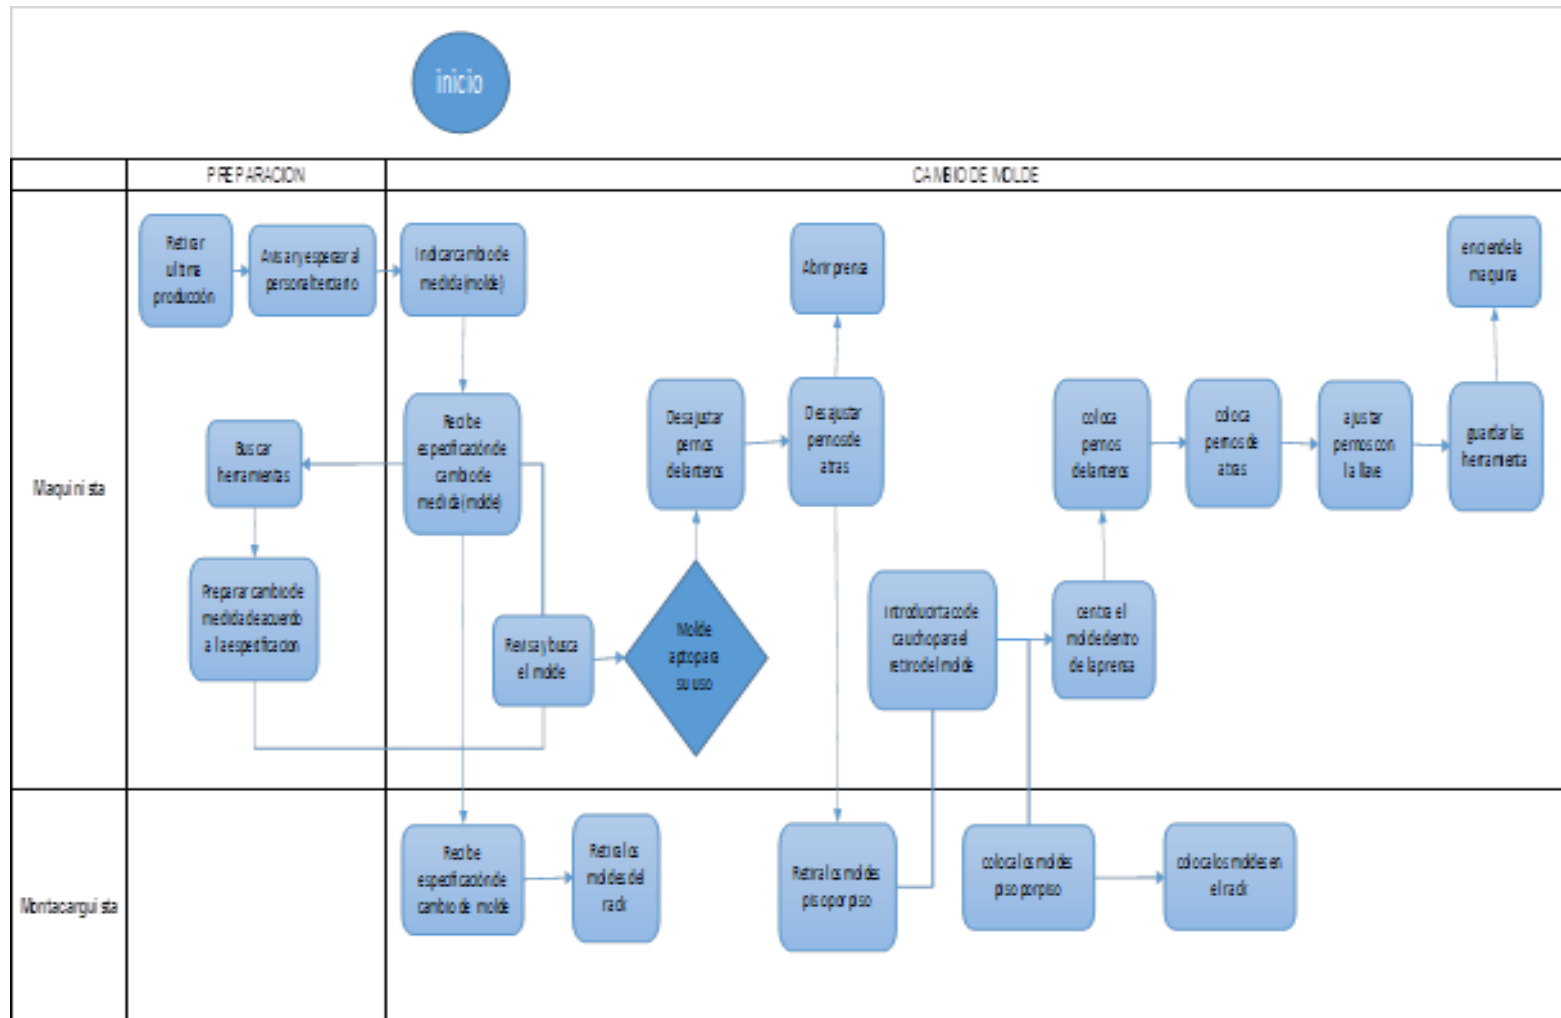 inicio
PREPARACION
CAMBIO DE MOLDE
Maquinista
Retirar
ultima
producción
Avisar y esperar al
personal terciario
Indicar cambio de
medida (molde)
Abrir prensa
enciende la
maquina
Buscar
herramientas
Recibe
especificación de
cambio de
medida (molde)
Desajustar
pernos
delanteros
Desajustar
pernos de
atras
coloca
pernos
delanteros
coloca
pernos de
atras
ajustar
pernos con
la llave
guardar las
herramienta
Preparar cambio de
medida de acuerdo
a la especificacion
Revisa y busca
el molde
Molde
apto para
su uso
introducir taco de
caucho para el
retiro del molde
centra el
molde dentro
de la prensa
Montacarguista
Recibe
especificación de
cambio de molde
Retira los
moldes del
rack
Retira los moldes
piso por piso
coloca los moldes
piso por piso
coloca los moldes en
el rack